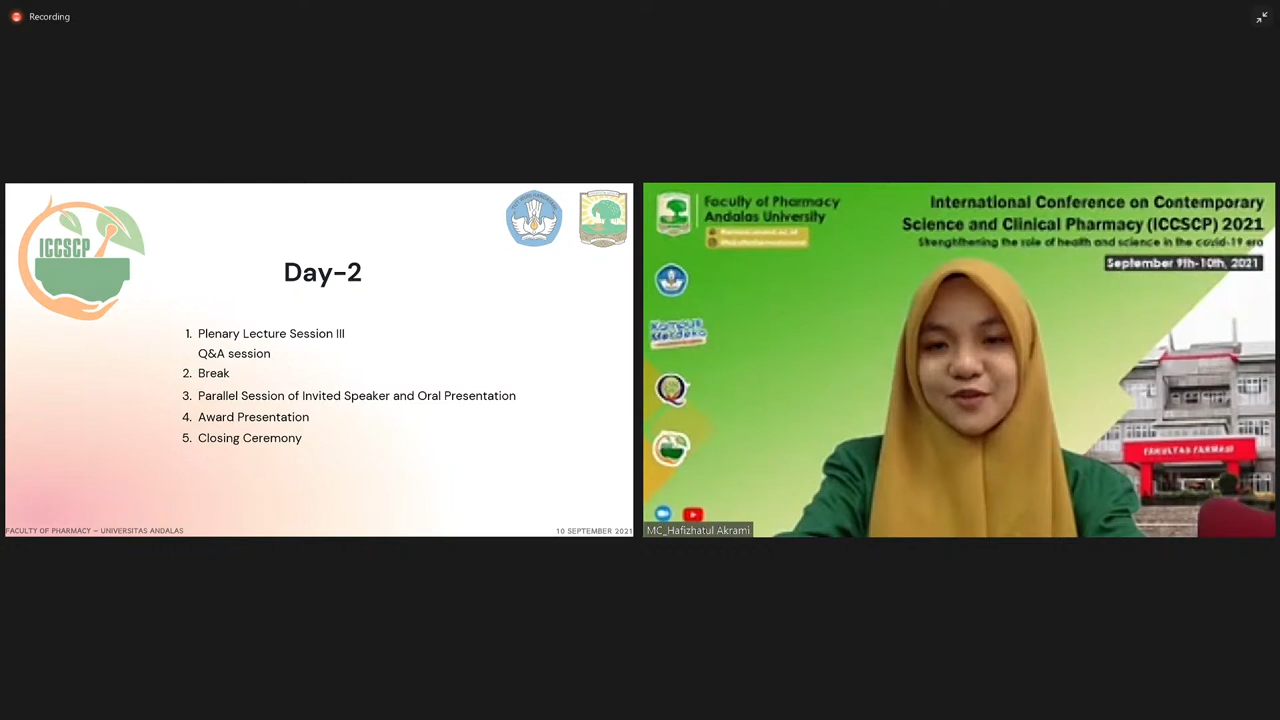 Recording
ICCSCP
Day-2
1. Plenary Lecture Session III
Q&A session
2. Break
3. Parallel Session of Invited Speaker and Oral Presentation
4. Award Presentation
5. Closing Ceremony
FACULTY OF PHARMACY – UNIVERSITAS ANDALAS
10 SEPTEMBER 2021
Faculty of Pharmacy
Andalas University
International Conference on Contemporary
Science and Clinical Pharmacy (ICCSCP) 2021
Strenghthening the role of health and science in the covid-19 era
September 9th-10th, 2021
Kampus
Merdeka
FAKULTAS FARMASI
MC_Hafizhatul Akrami